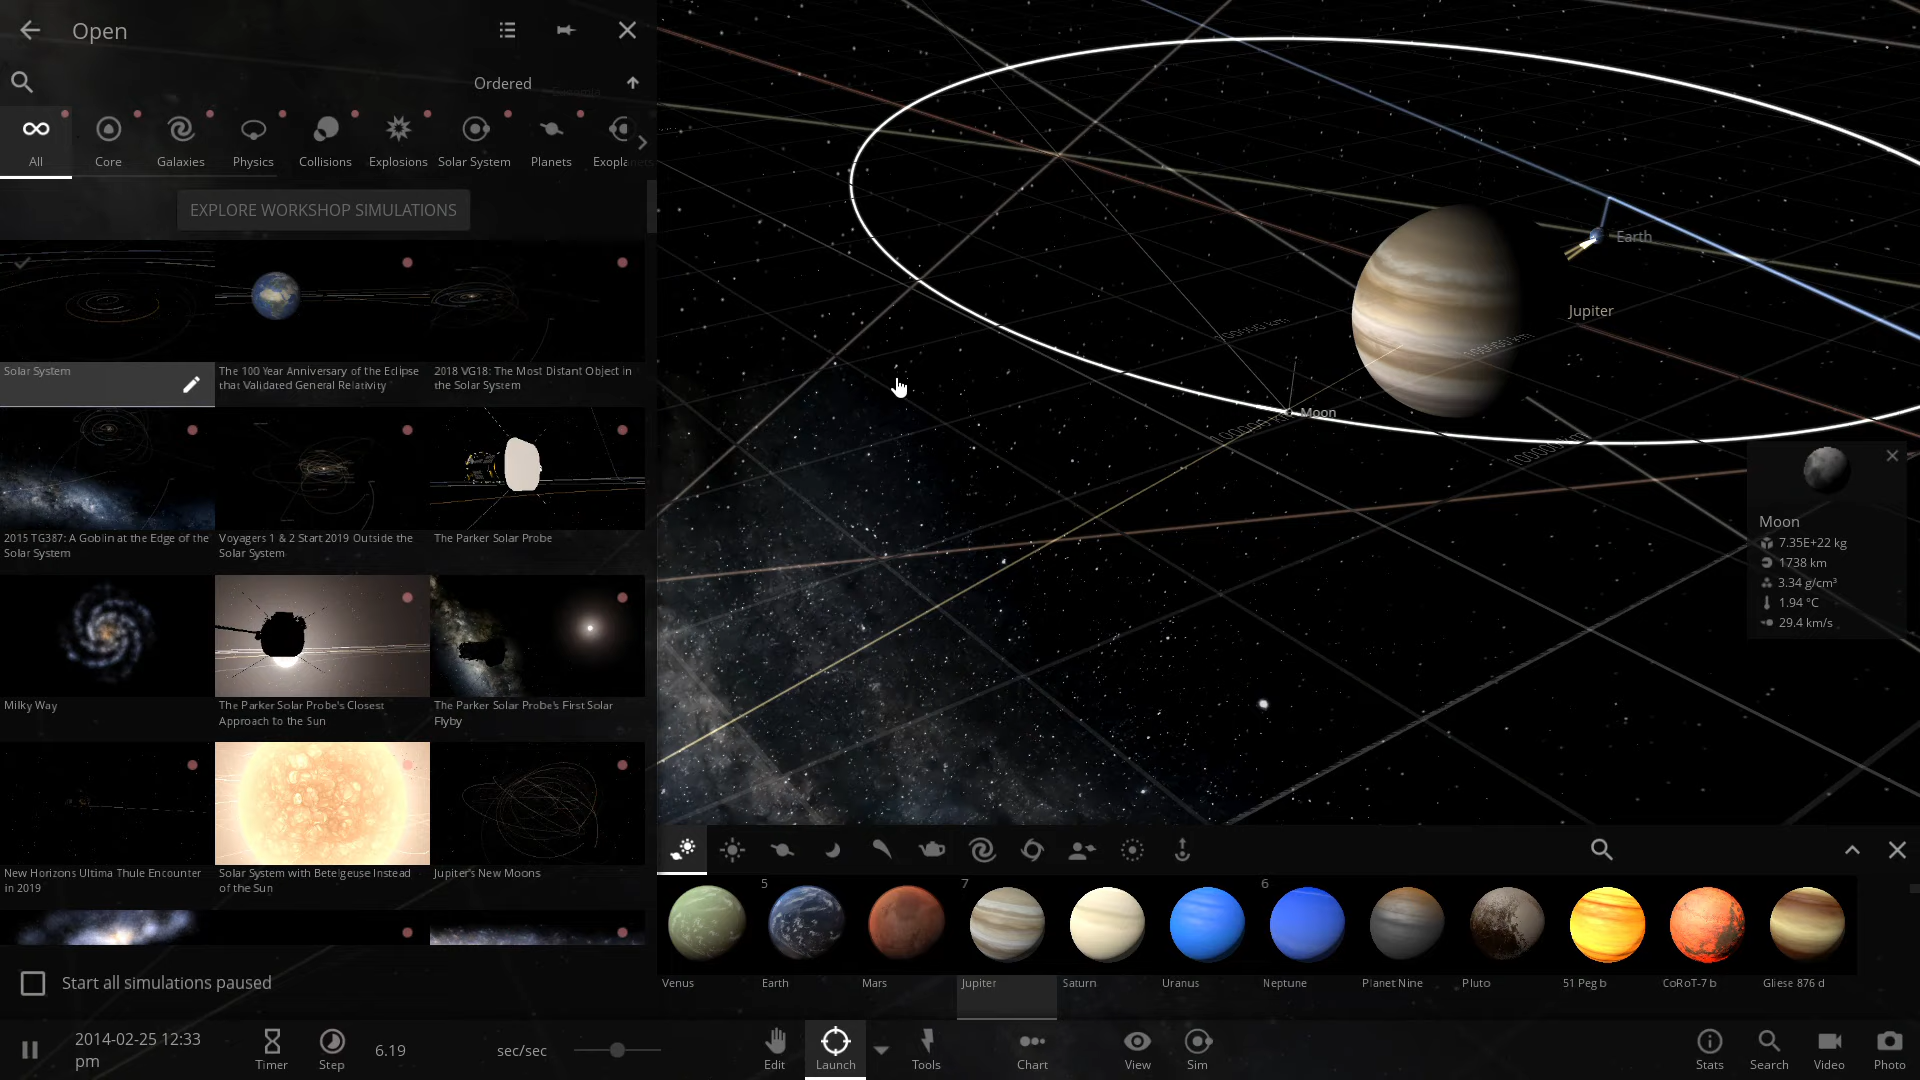 Open
Ordered
All
Core
Galaxies
Physics
Collisions
Explosions
Solar System
Planets
EXPLORE WORKSHOP SIMULATIONS
Solar System
The 100 Year Anniversary of the Eclipse
that Validated General Relativity
2018 VG18: The Most Distant Object in
the Solar System
2015 TG387: A Goblin at the Edge of the
Solar System
Voyagers 1 & 2 Start 2019 Outside the
Solar System
The Parker Solar Probe
Milky Way
The Parker Solar Probe's Closest
Approach to the Sun
The Parker Solar Probe's First Solar
Flyby
New Horizons Ultima Thule Encounter
in 2019
Solar System with Betelgeuse Instead
of the Sun
Jupiter's New Moons
Start all simulations paused
Earth
Jupiter
Moon
Moon
7.35E+22 kg
1738 km
3.34 g/cm³
1.94 °C
29.4 km/s
5
7
6
Venus
Earth
Mars
Jupiter
Saturn
Uranus
Neptune
Planet Nine
Pluto
51 Peg b
CoRoT-7 b
Gliese 876 d
2014-02-25 12:33
pm
Timer
Step
6.19
sec/sec
Edit
Launch
Tools
Chart
View
Sim
Stats
Search
Video
Photo